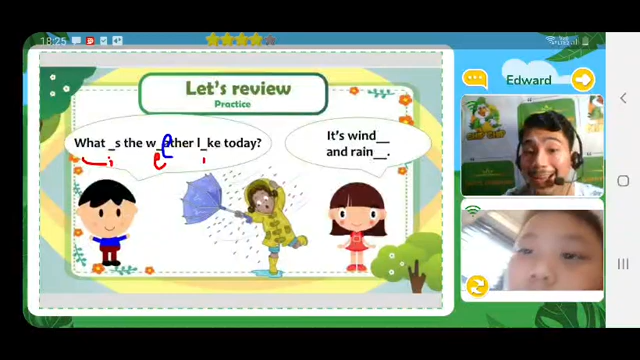 18:25
Let's review
Practice
Edward
What _s the w_ather l_ke today?
i e e i
It's wind__
and rain__.